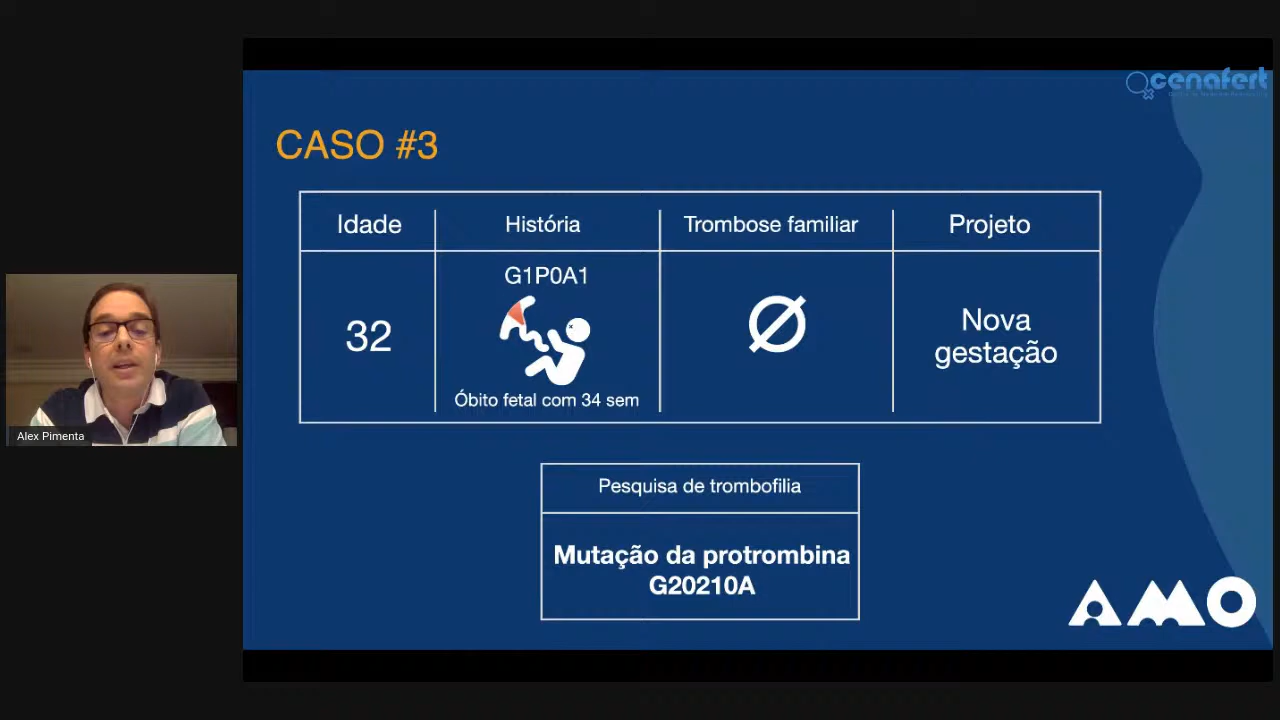 cenafert
CASO #3
Idade
História
Trombose familiar
Projeto
32
G1P0A1
Óbito fetal com 34 sem
Nova
gestação
Pesquisa de trombofilia
Mutação da protrombina
G20210A
AMO
Alex Pimenta